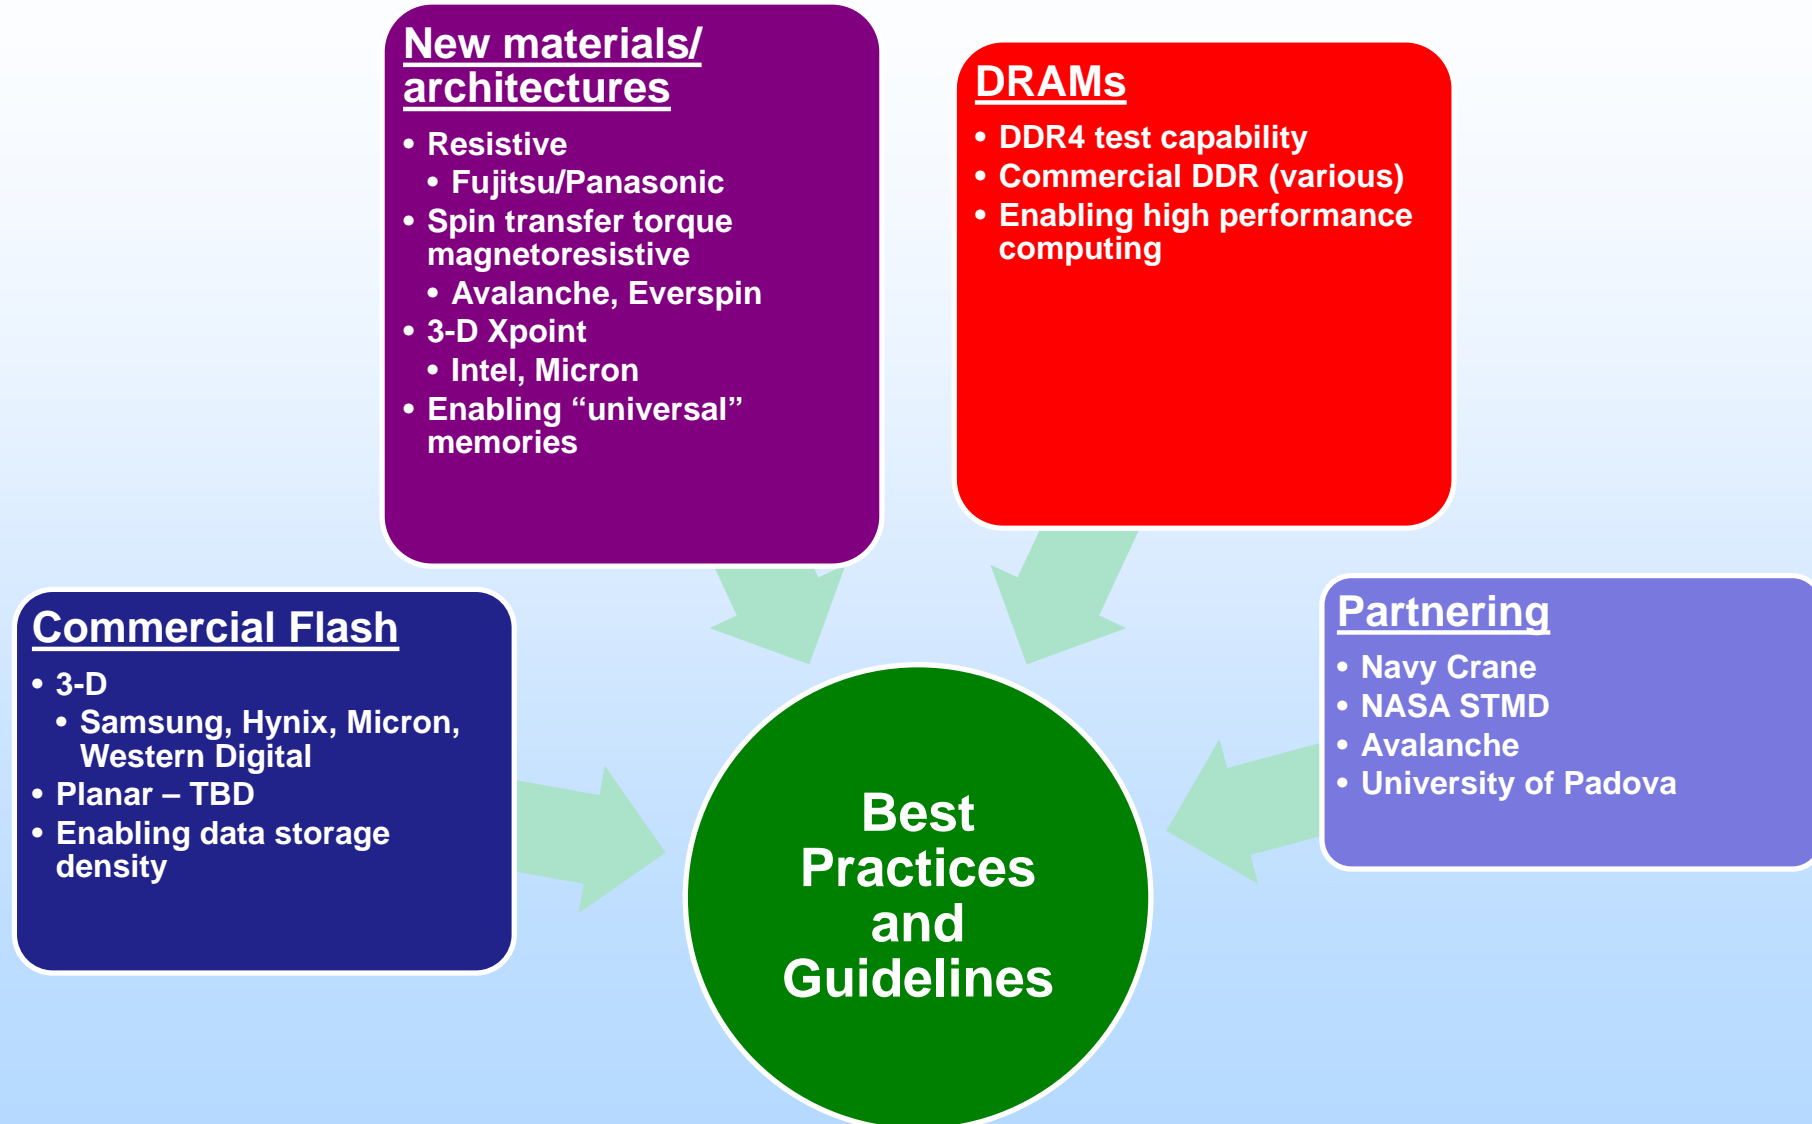 New materials/
architectures
• Resistive
• Fujitsu/Panasonic
• Spin transfer torque
magnetoresistive
• Avalanche, Everspin
• 3-D Xpoint
• Intel, Micron
• Enabling “universal”
memories
DRAMs
• DDR4 test capability
• Commercial DDR (various)
• Enabling high performance
computing
Commercial Flash
• 3-D
• Samsung, Hynix, Micron,
Western Digital
• Planar – TBD
• Enabling data storage
density
Partnering
• Navy Crane
• NASA STMD
• Avalanche
• University of Padova
Best
Practices
and
Guidelines